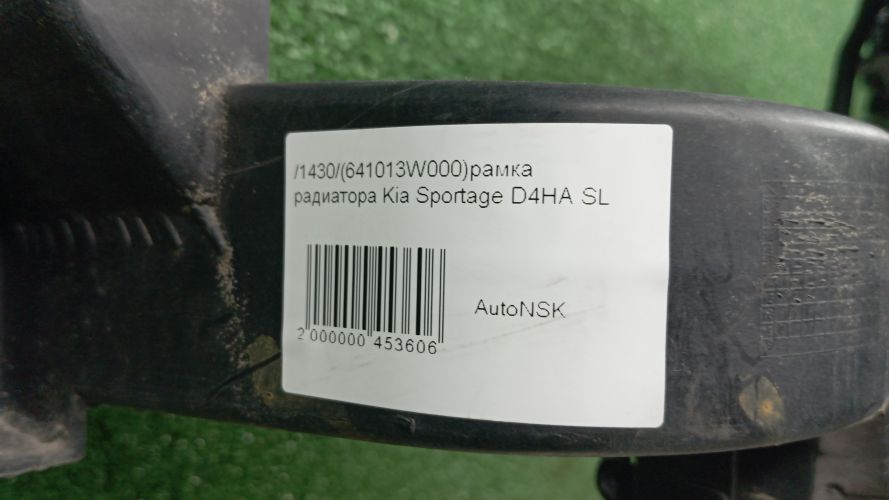 /1430/(641013W000)рамка
радиатора Kia Sportage D4HA SL
AutoNSK
2 000000 453606